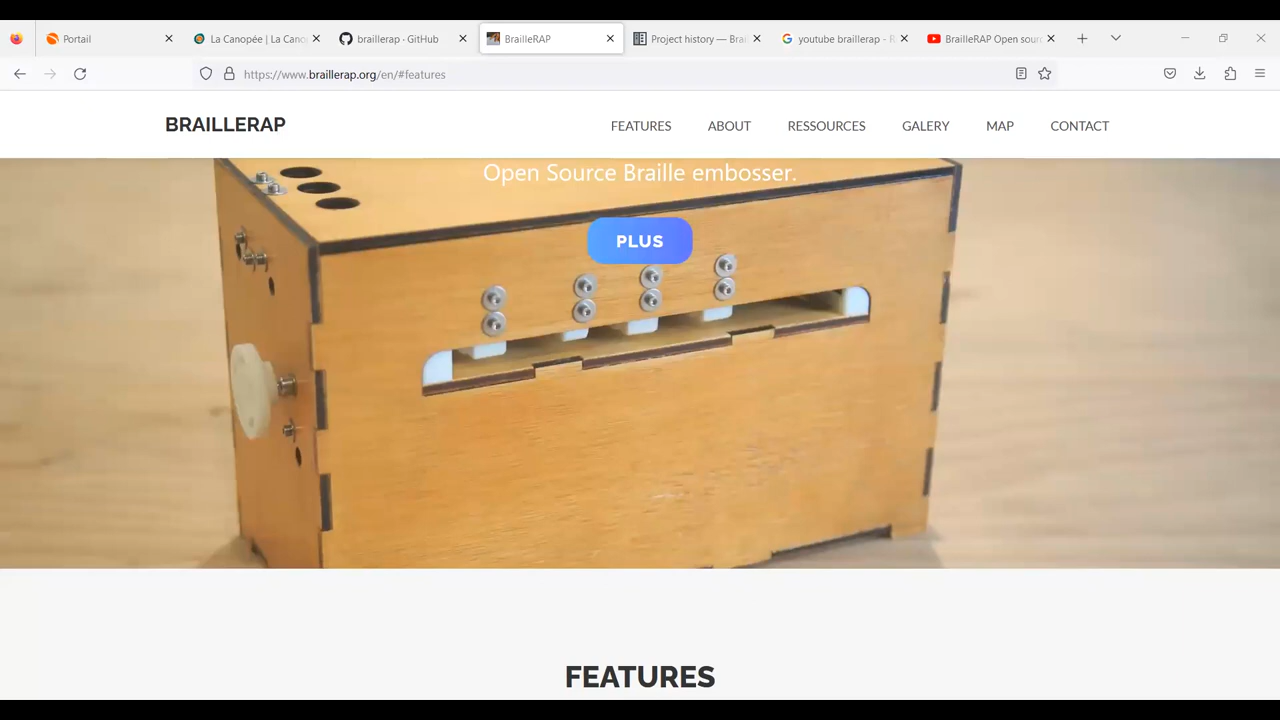 Portail
La Canopée | La Cano
braillerap · GitHub
BrailleRAP
Project history — Brai
youtube braillerap - R
BrailleRAP Open sour
https://www.braillerap.org/en/#features
BRAILLERAP
FEATURES
ABOUT
RESSOURCES
GALERY
MAP
CONTACT
Open Source Braille embosser.
PLUS
FEATURES